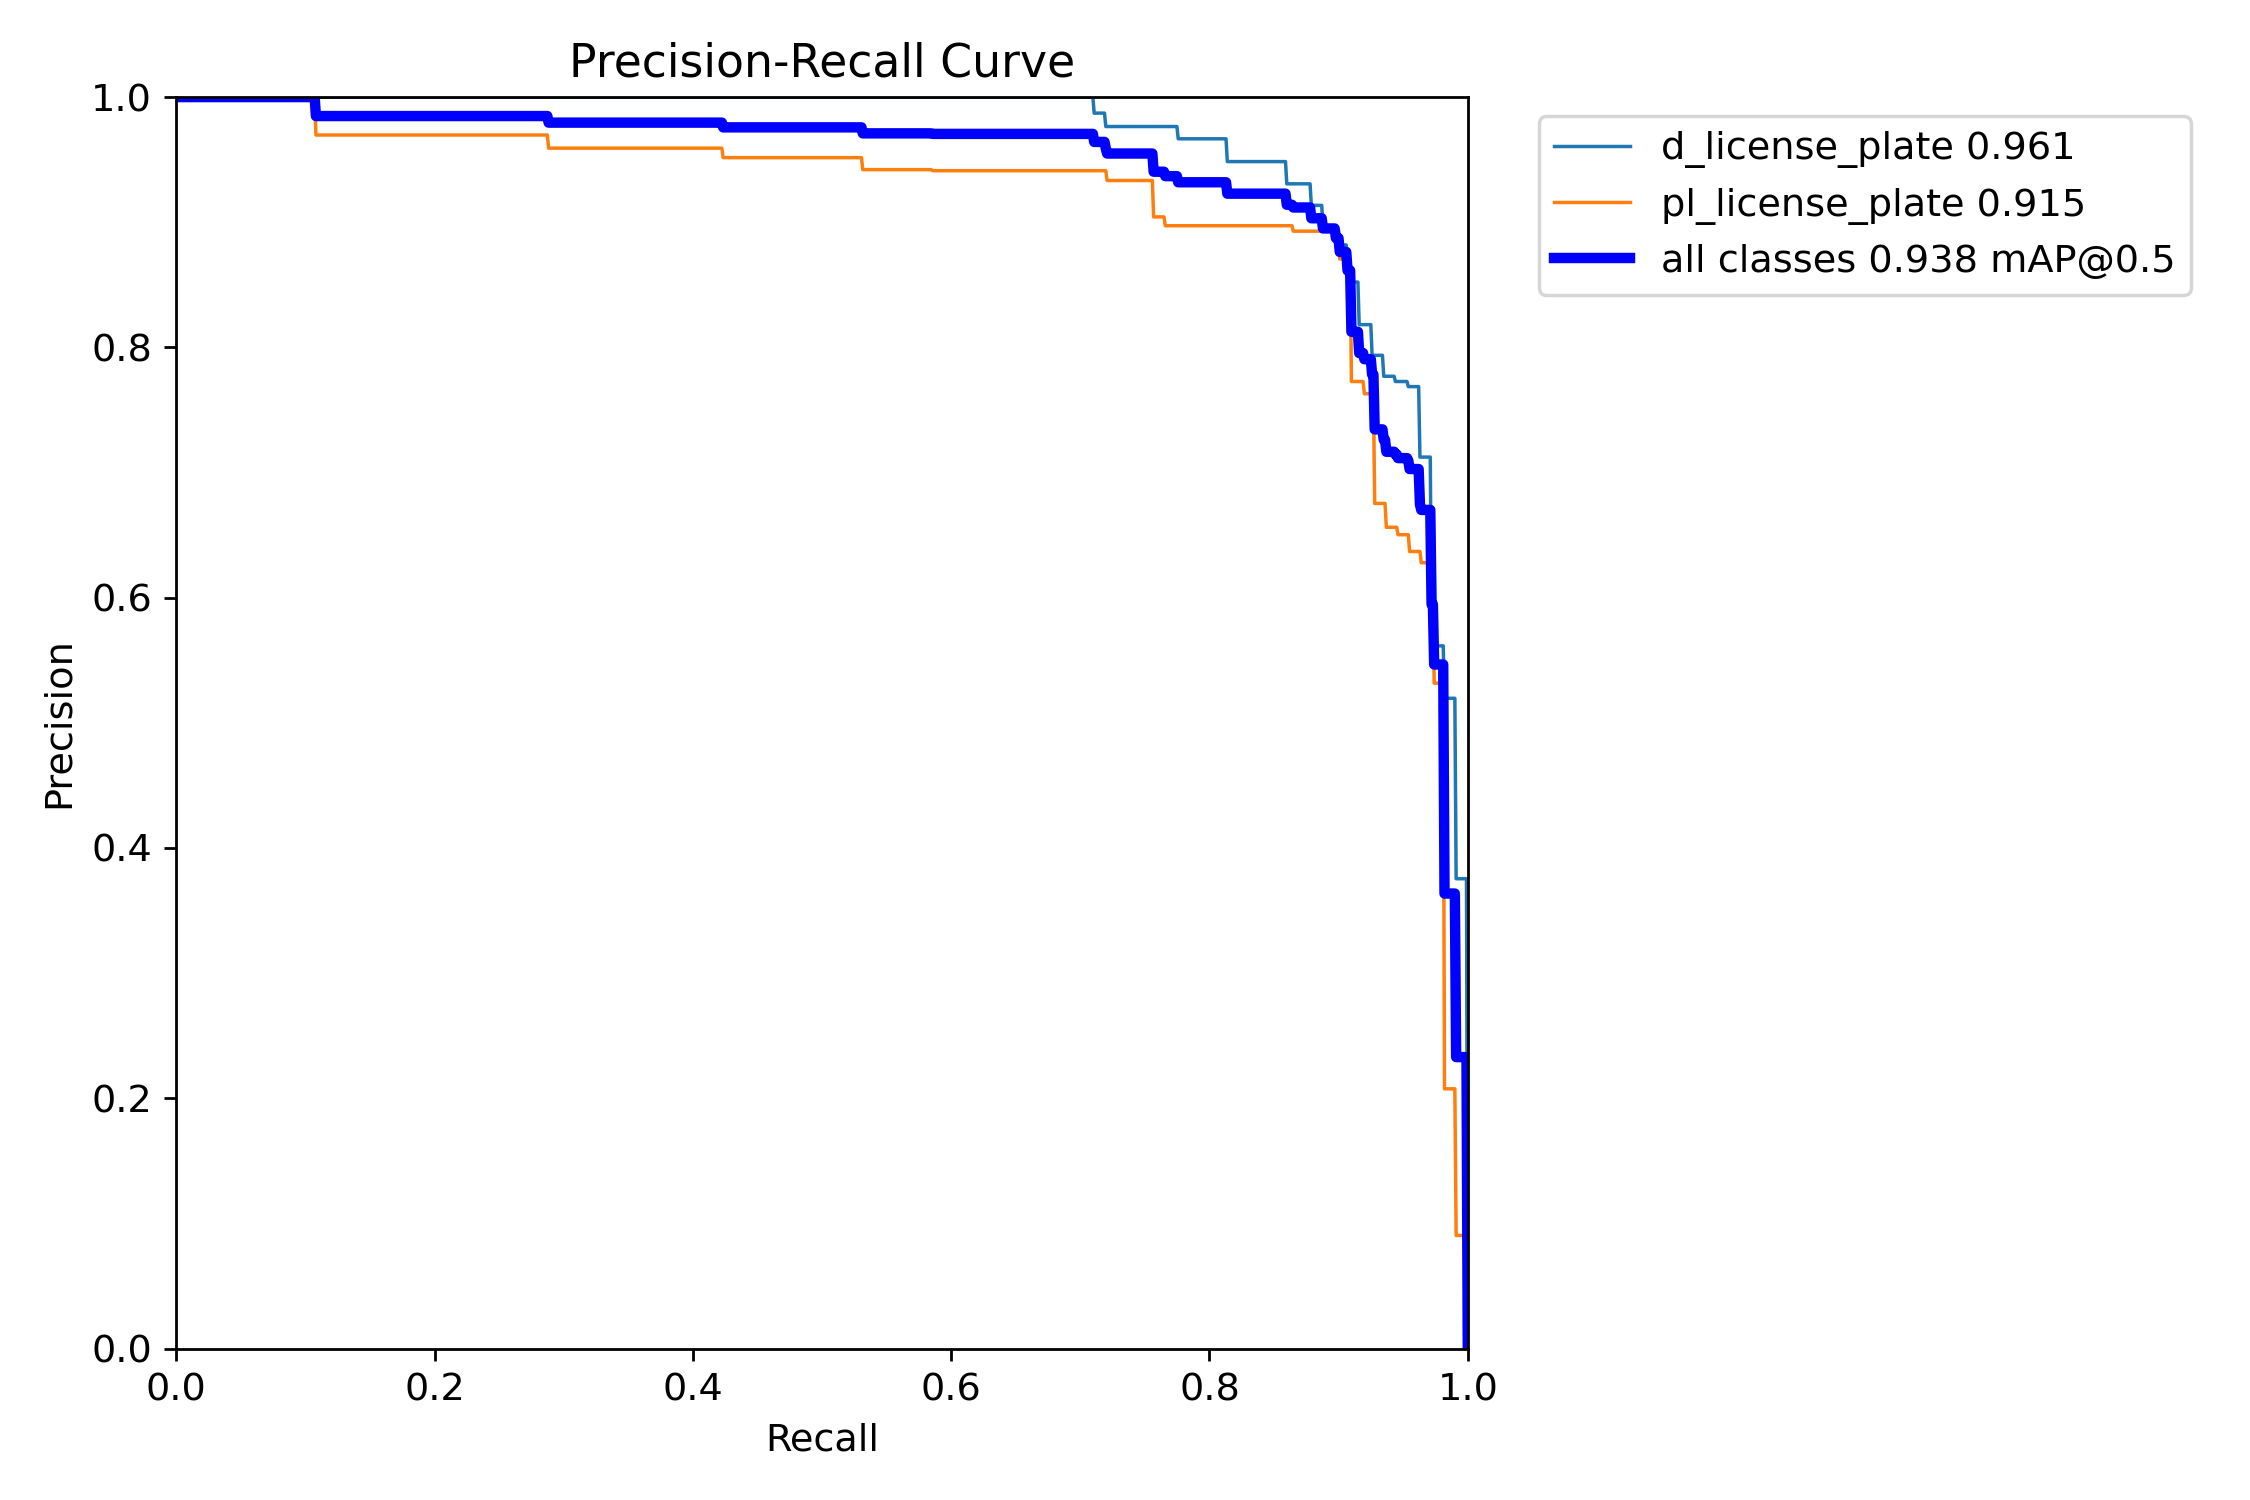 Precision-Recall Curve
1.0
0.8
0.6
0.4
0.2
0.0
Precision
0.0 0.2 0.4 0.6 0.8 1.0
Recall
d_license_plate 0.961
pl_license_plate 0.915
all classes 0.938 mAP@0.5